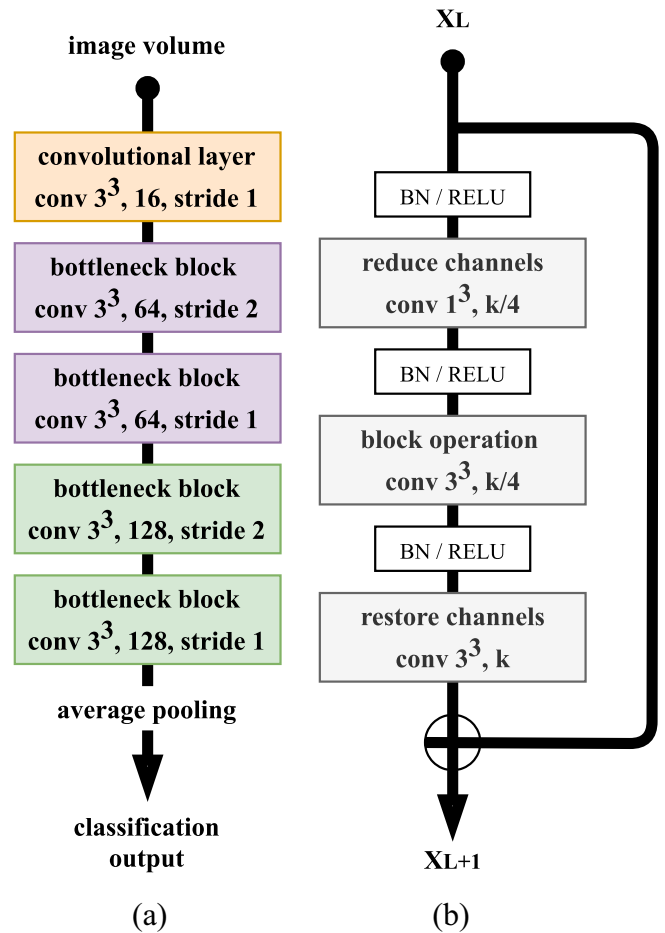 image volume
convolutional layer
conv 3³, 16, stride 1
bottleneck block
conv 3³, 64, stride 2
bottleneck block
conv 3³, 64, stride 1
bottleneck block
conv 3³, 128, stride 2
bottleneck block
conv 3³, 128, stride 1
average pooling
classification
output
(a)
XL
BN / RELU
reduce channels
conv 1³, k/4
BN / RELU
block operation
conv 3³, k/4
BN / RELU
restore channels
conv 3³, k
XL+1
(b)